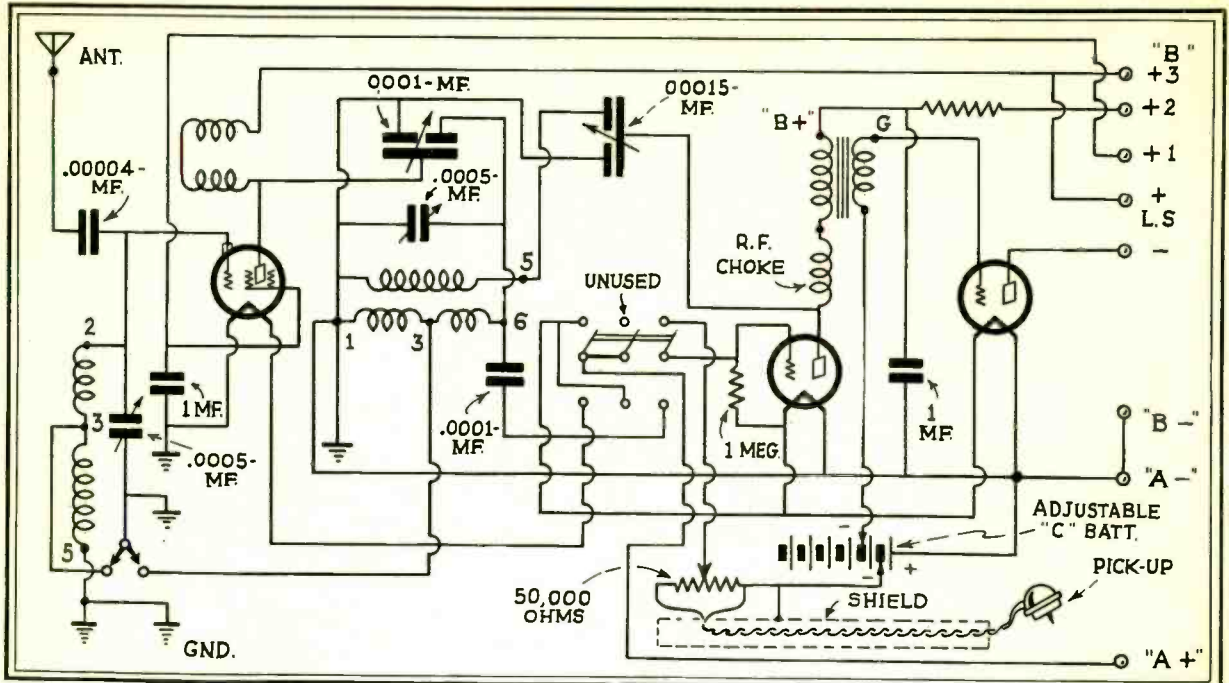 ANT.
.00004-
MF.
.0001-MF.
.00015-
MF.
.0005-
MF.
"B+"
G
"B"
+3
+2
+1
+
L.S
-
R.F.
CHOKE
UNUSED
5
1
3
6
2
3
5
1 MF.
.0005-
MF.
.0001-
MF.
1 MEG.
1
MF.
"B-"
"A-"
ADJUSTABLE
"C" BATT.
-
-
+
PICK-UP
50,000
OHMS
SHIELD
GND.
"A+"